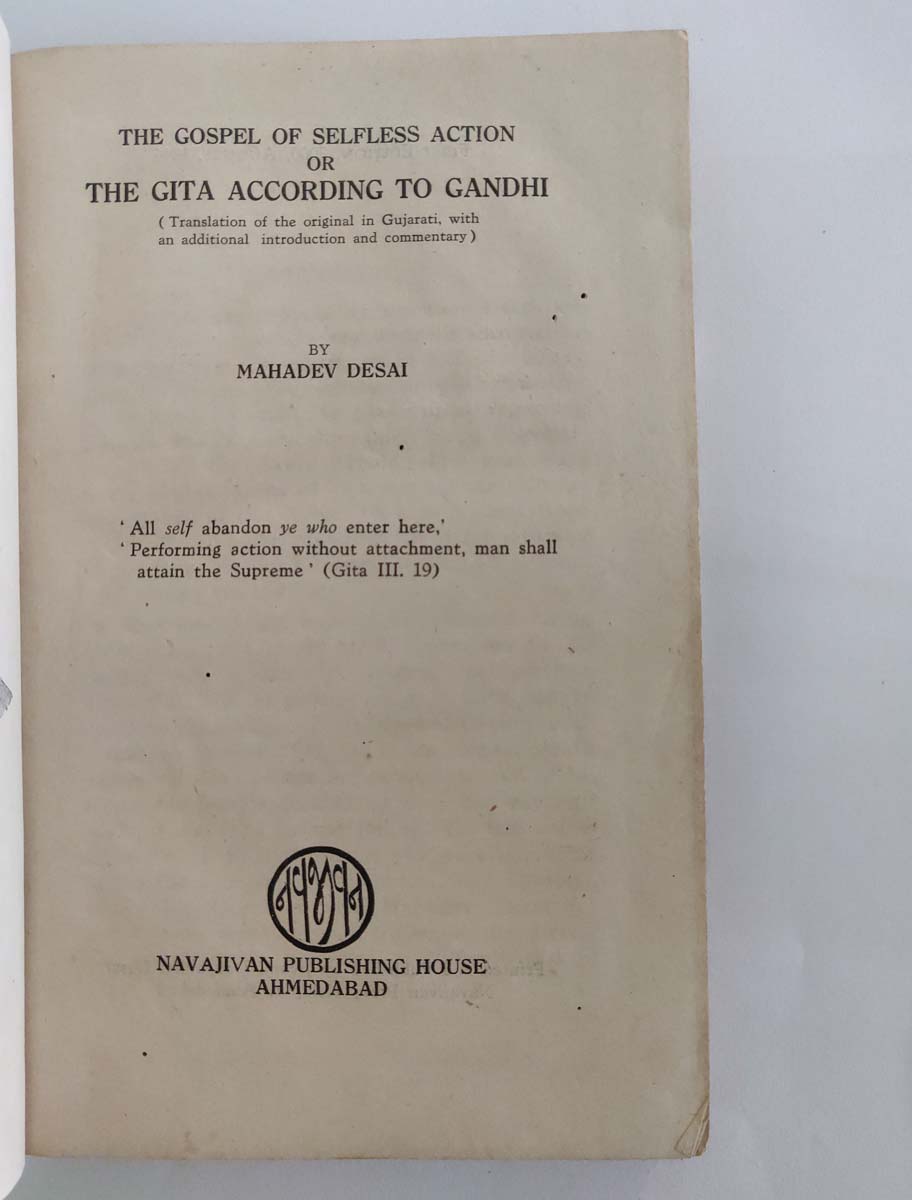 THE GOSPEL OF SELFLESS ACTION
OR
THE GITA ACCORDING TO GANDHI
( Translation of the original in Gujarati, with
an additional introduction and commentary )
BY
MAHADEV DESAI
‘ All self abandon ye who enter here,’
‘ Performing action without attachment, man shall
attain the Supreme ’ (Gita III. 19)
નવજીવન
NAVAJIVAN PUBLISHING HOUSE
AHMEDABAD